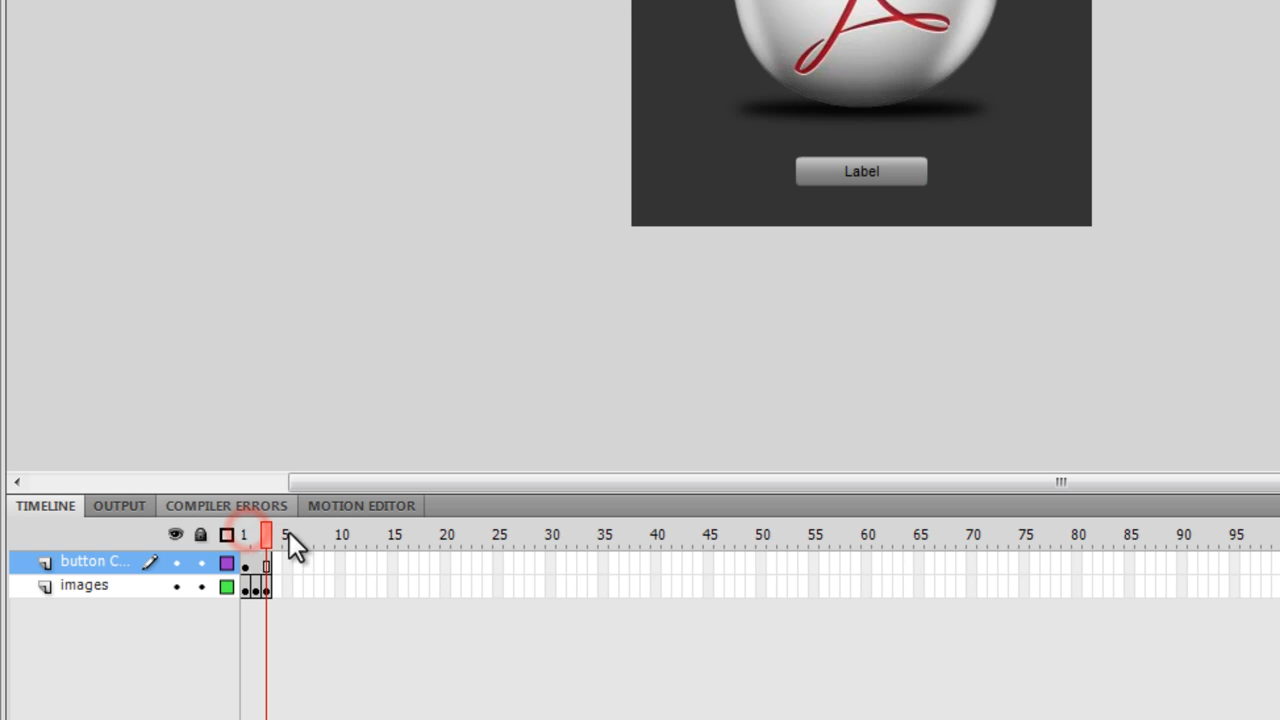 Label
TIMELINE OUTPUT COMPILER ERRORS MOTION EDITOR
1 5 10 15 20 25 30 35 40 45 50 55 60 65 70 75 80 85 90 95
button C...
images